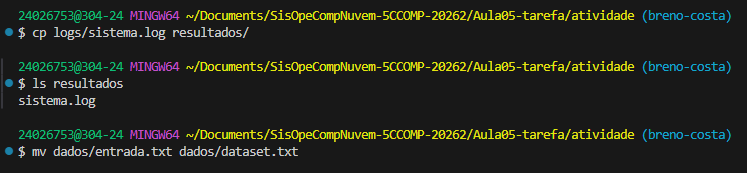 24026753@304-24 MINGW64 ~/Documents/SisOpeCompNuvem-5CCOMP-20262/Aula05-tarefa/atividade (breno-costa)
$ cp logs/sistema.log resultados/
24026753@304-24 MINGW64 ~/Documents/SisOpeCompNuvem-5CCOMP-20262/Aula05-tarefa/atividade (breno-costa)
$ ls resultados
sistema.log
24026753@304-24 MINGW64 ~/Documents/SisOpeCompNuvem-5CCOMP-20262/Aula05-tarefa/atividade (breno-costa)
$ mv dados/entrada.txt dados/dataset.txt